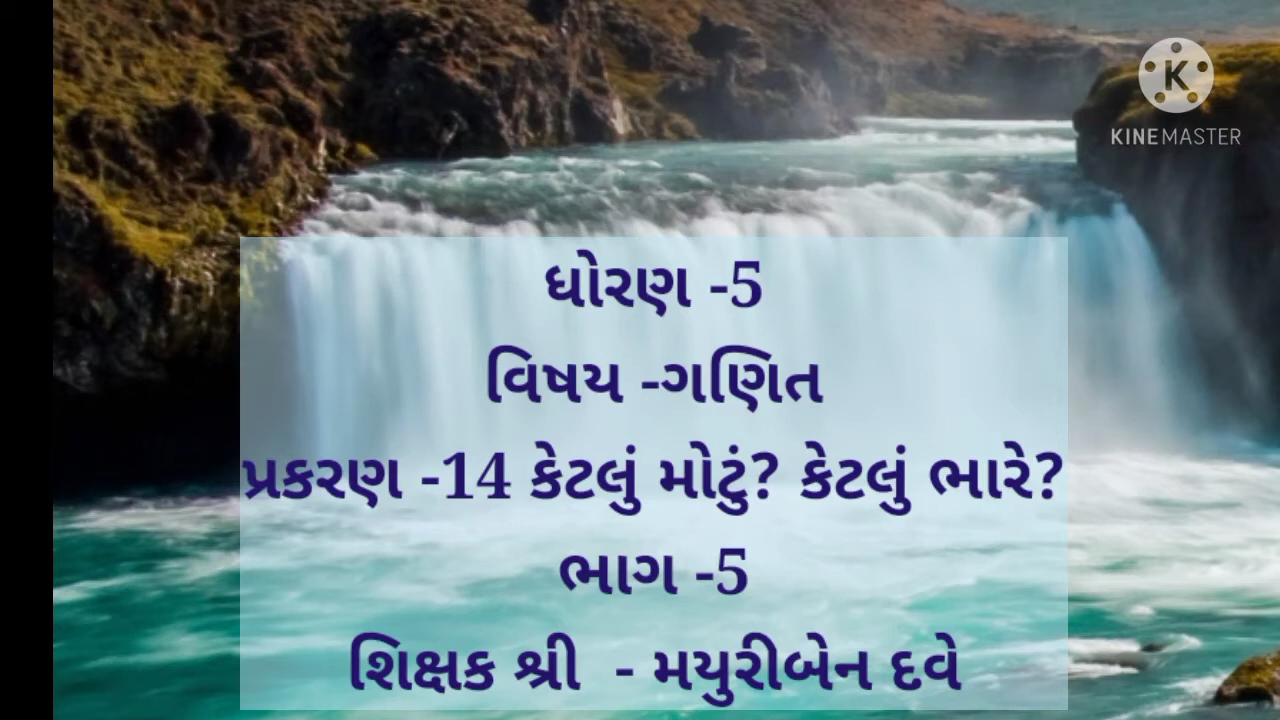 K
KINEMASTER
ધોરણ -5
વિષય -ગણિત
પ્રકરણ -14 કેટલું મોટું? કેટલું ભારે?
ભાગ -5
શિક્ષક શ્રી - મયુરીબેન દવે